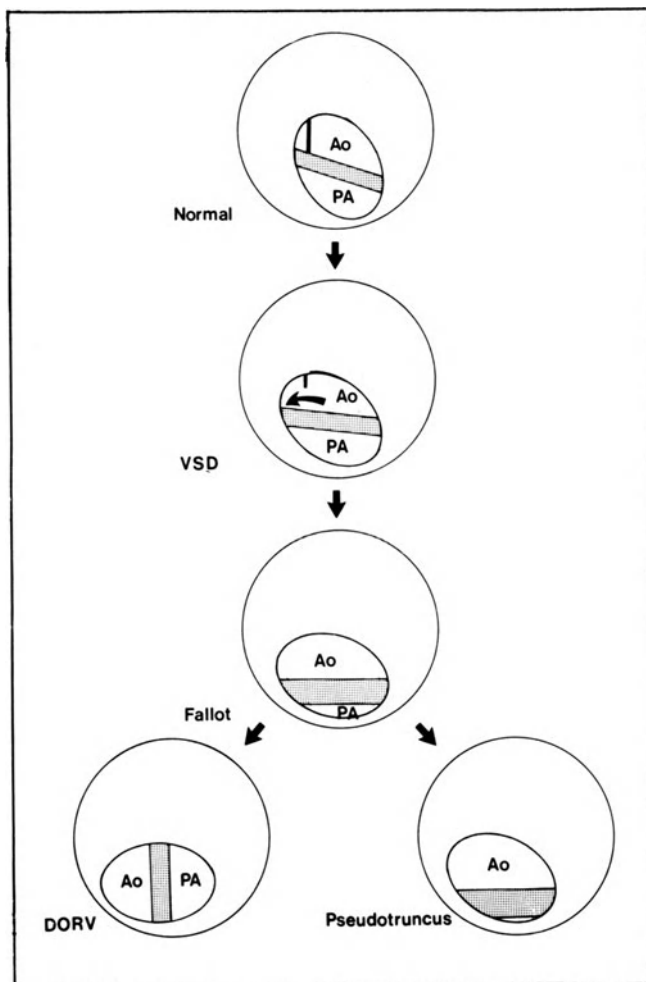 Ao
PA
Normal
Ao
PA
VSD
Ao
PA
Fallot
Ao PA
DORV
Ao
Pseudotruncus